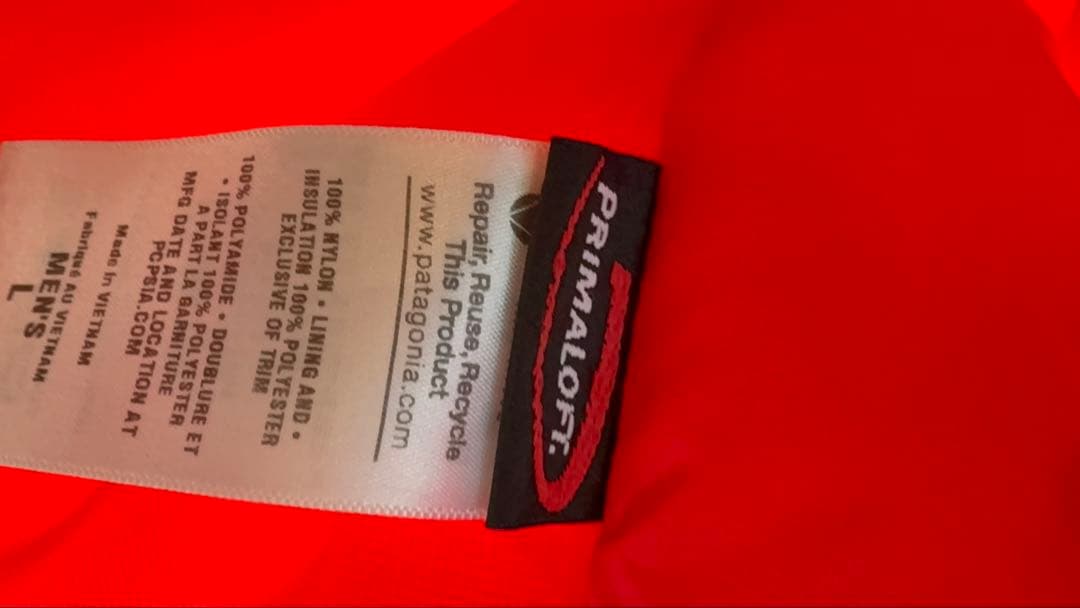 PRIMALOFT.
Repair, Reuse, Recycle
This Product
www.patagonia.com
100% NYLON • LINING AND •
INSULATION 100% POLYESTER
EXCLUSIVE OF TRIM
100% POLYAMIDE • DOUBLURE ET
• ISOLANT 100% POLYESTER
A PART LA GARNITURE
MFG DATE AND LOCATION AT
PCPSIA.COM
Made in VIETNAM
Fabriqué AU VIETNAM
MEN'S
L